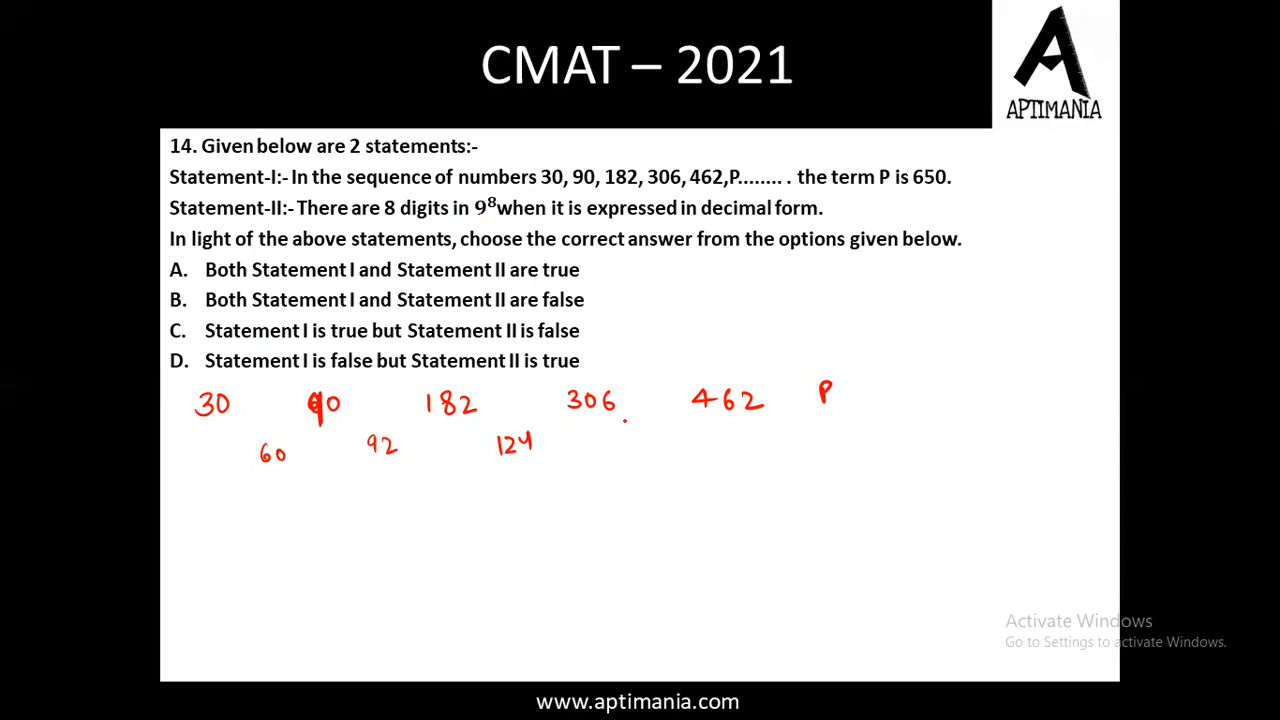 CMAT – 2021
A
APTIMANIA
14. Given below are 2 statements:-
Statement-I:- In the sequence of numbers 30, 90, 182, 306, 462,P........ . the term P is 650.
Statement-II:- There are 8 digits in 9⁸ when it is expressed in decimal form.
In light of the above statements, choose the correct answer from the options given below.
A. Both Statement I and Statement II are true
B. Both Statement I and Statement II are false
C. Statement I is true but Statement II is false
D. Statement I is false but Statement II is true
30 90 182 306 462 P
60 92 124
Activate Windows
Go to Settings to activate Windows.
www.aptimania.com